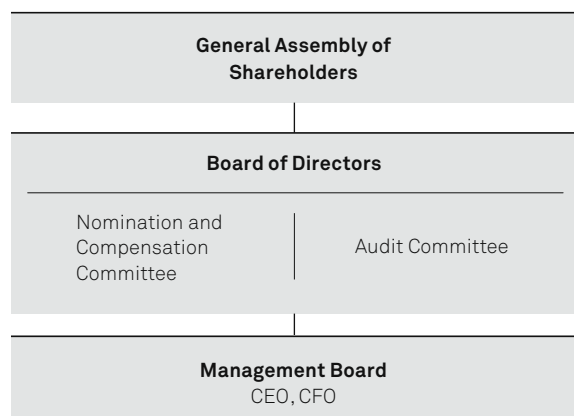 General Assembly of
Shareholders
Board of Directors
Nomination and
Compensation
Committee
Audit Committee
Management Board
CEO, CFO